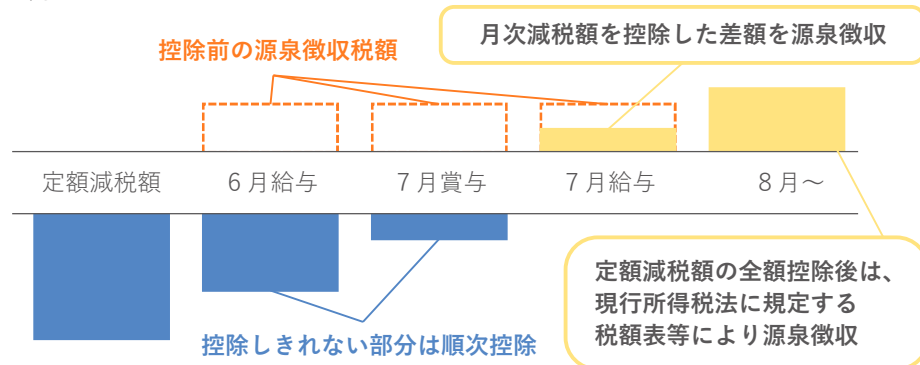 月次減税額を控除した差額を源泉徴収
控除前の源泉徴収税額
定額減税額
6月給与
7月賞与
7月給与
8月～
控除しきれない部分は順次控除
定額減税額の全額控除後は、
現行所得税法に規定する
税額表等により源泉徴収